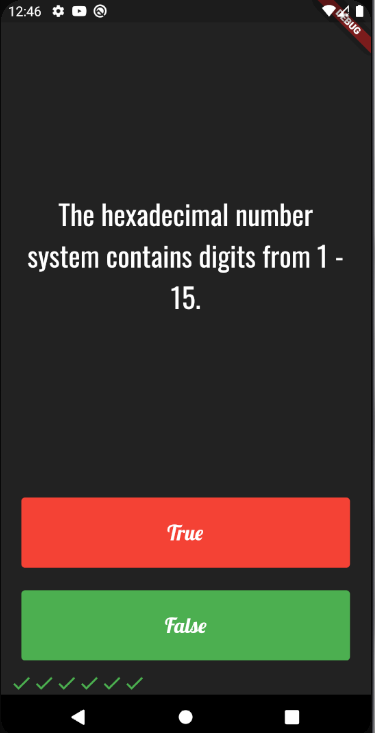 12:46
DEBUG
The hexadecimal number
system contains digits from 1 -
15.
True
False